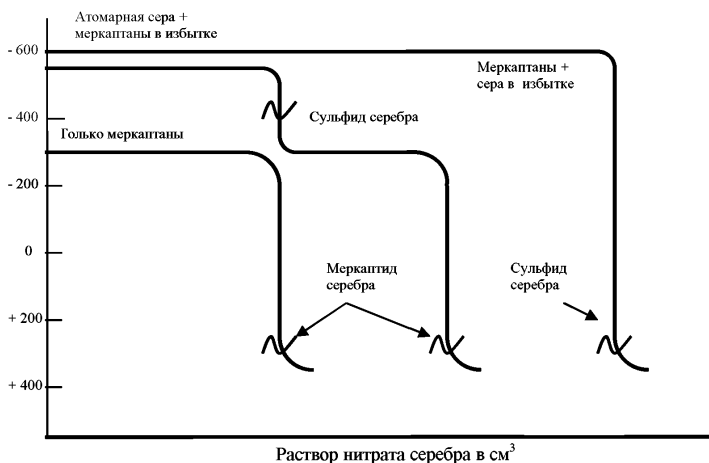 Атомарная сера +
меркаптаны в избытке
- 600
Меркаптаны +
сера в избытке
- 400
Сульфид серебра
Только меркаптаны
- 200
0
Меркаптид
серебра
Сульфид
серебра
+ 200
+ 400
Раствор нитрата серебра в см³